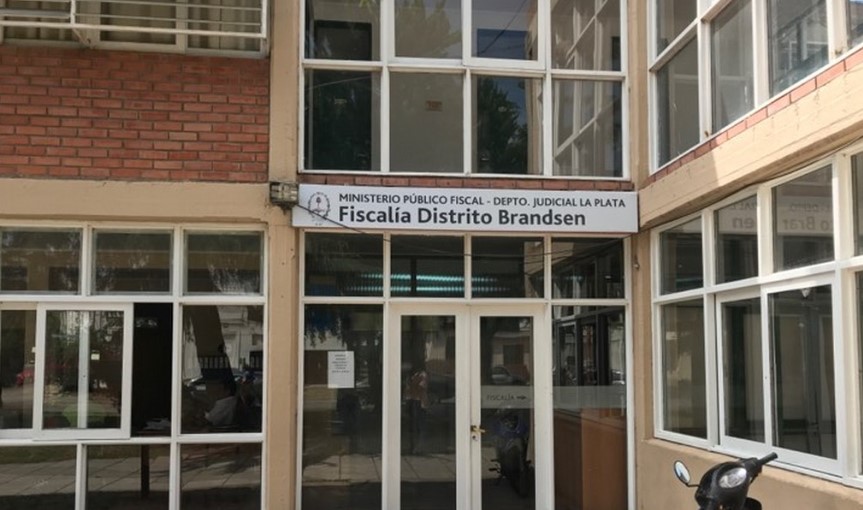 MINISTERIO PÚBLICO FISCAL - DEPTO. JUDICIAL LA PLATA
Fiscalía Distrito Brandsen
FISCALÍA →